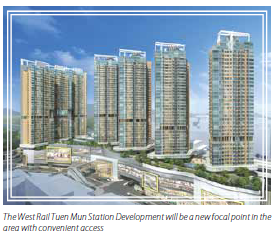 The West Rail Tuen Mun Station Development will be a new focal point in the
area with convenient access